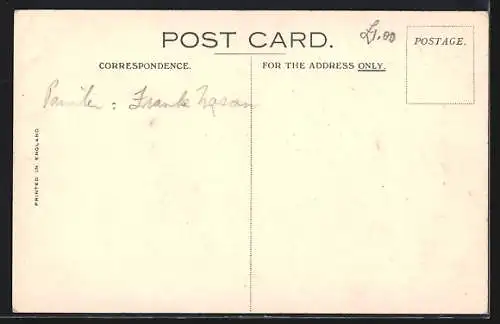 POST CARD.
£1.00
POSTAGE.
CORRESPONDENCE.
FOR THE ADDRESS ONLY.
Painter : Frank Mason
PRINTED IN ENGLAND